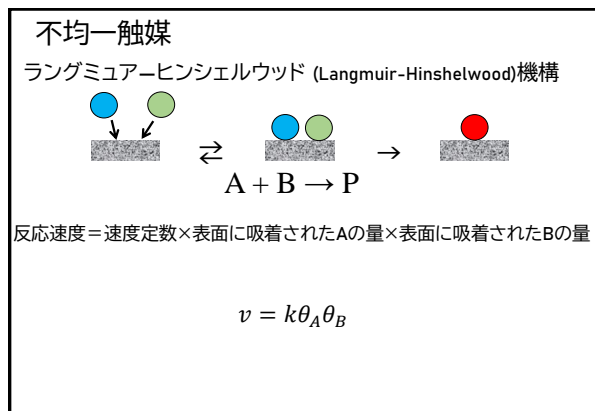 不均一触媒
ラングミュアーヒンシェルウッド (Langmuir-Hinshelwood)機構
⇄ →
A + B → P
反応速度＝速度定数×表面に吸着されたAの量×表面に吸着されたBの量
v = kθ_Aθ_B